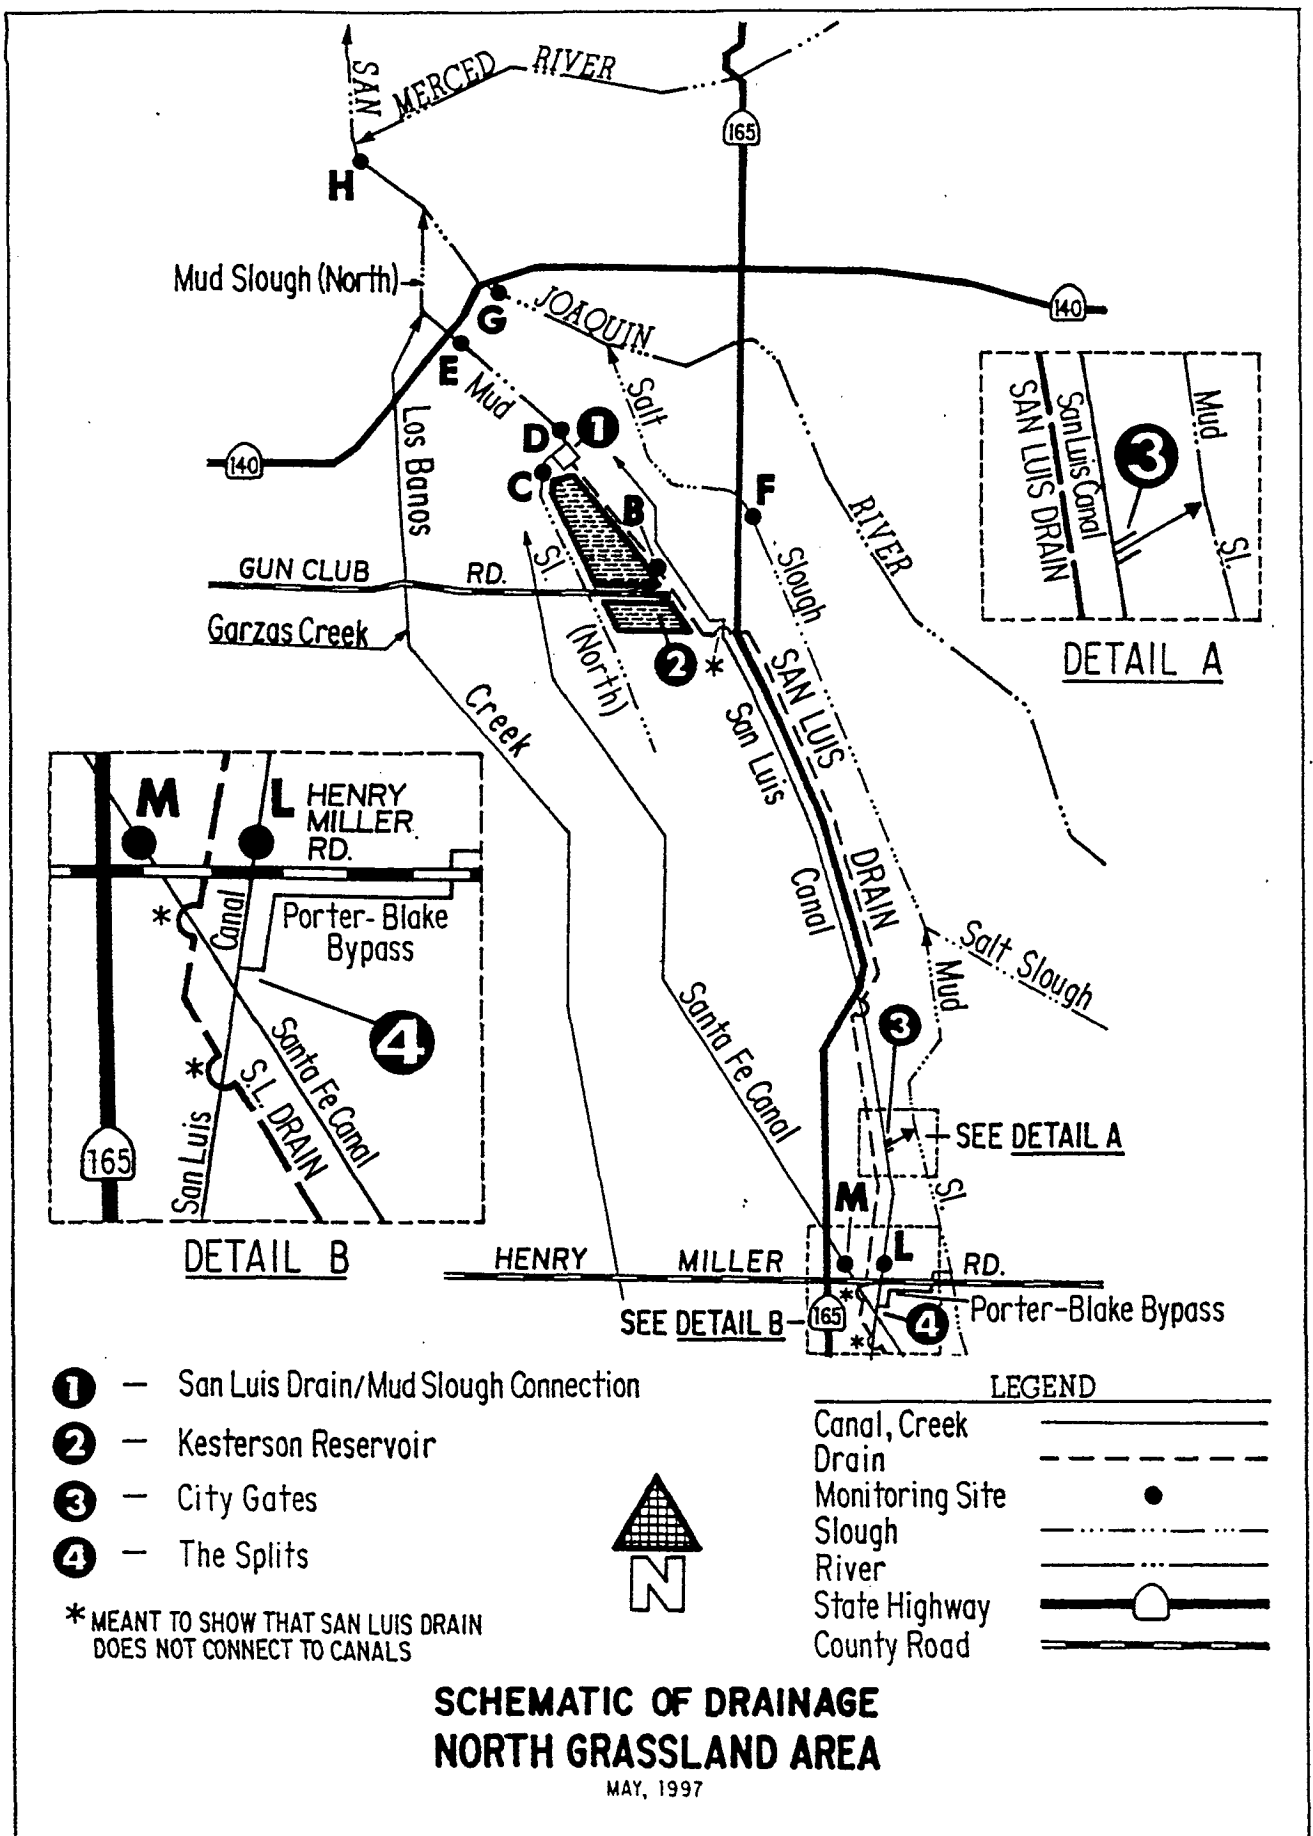 SAN
MERCED
RIVER
165
H
Mud Slough (North)
G
JOAQUIN
140
E
Mud
Salt
Los Banos
D
1
C
B
F
140
RIVER
Sl.
Slough
GUN CLUB RD.
Garzas Creek
(North)
2
*
SAN LUIS
San Luis
Creek
DRAIN
Canal
Salt Slough
Mud
3
Santa Fe Canal
SEE DETAIL A
Sl.
M
L
HENRY MILLER RD.
*
Porter-Blake Bypass
SEE DETAIL B
165
4
*
SAN LUIS DRAIN
San Luis Canal
3
Mud
Sl.
DETAIL A
M
L
HENRY
MILLER
RD.
*
Canal
Porter-Blake
Bypass
4
*
Santa Fe Canal
S.L. DRAIN
San Luis
165
DETAIL B
1 — San Luis Drain/Mud Slough Connection
2 — Kesterson Reservoir
3 — City Gates
4 — The Splits
* MEANT TO SHOW THAT SAN LUIS DRAIN
DOES NOT CONNECT TO CANALS
N
LEGEND
Canal, Creek
Drain
Monitoring Site
Slough
River
State Highway
County Road
SCHEMATIC OF DRAINAGE
NORTH GRASSLAND AREA
MAY, 1997